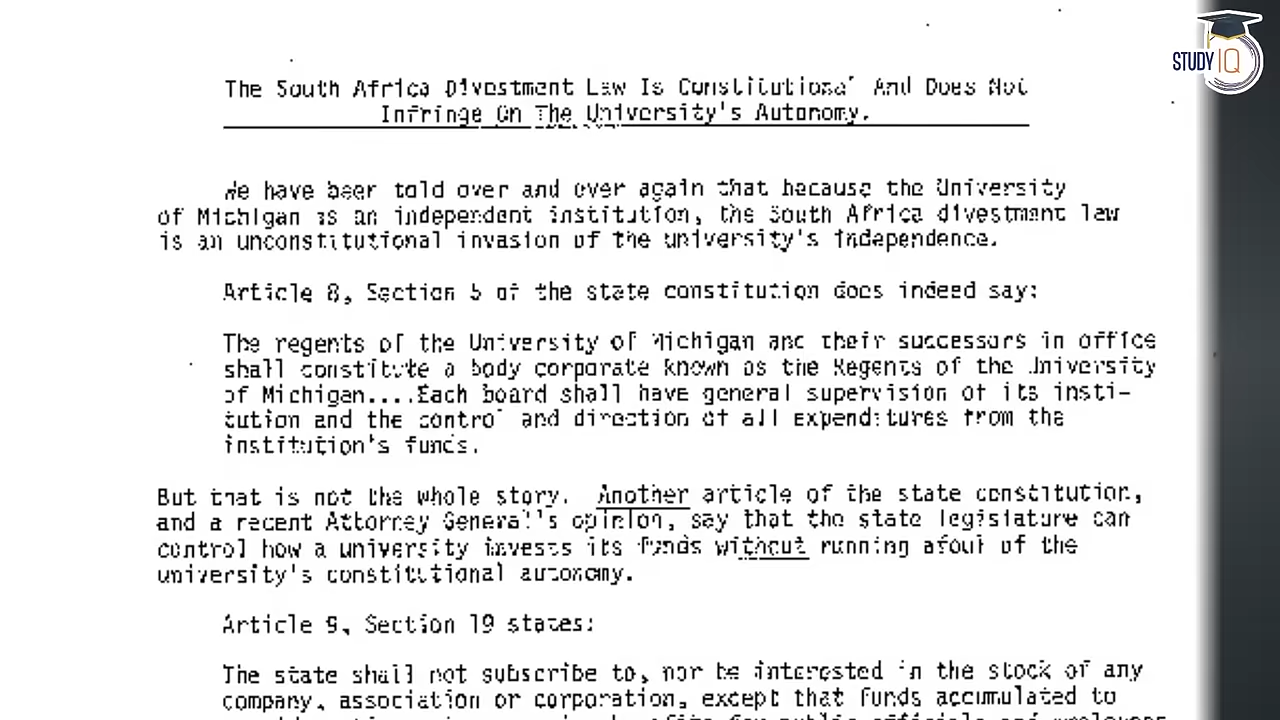 STUDY IQ
The South Africa Divestment Law Is Constitutional And Does Not
Infringe On The University's Autonomy.
We have been told over and over again that because the University
of Michigan is an independent institution, the South Africa divestment law
is an unconstitutional invasion of the university's independence.
Article 8, Section 5 of the state constitution does indeed say:
The regents of the University of Michigan and their successors in office
shall constitute a body corporate known as the Regents of the University
of Michigan....Each board shall have general supervision of its insti-
tution and the control and direction of all expenditures from the
institution's funds.
But that is not the whole story. Another article of the state constitution,
and a recent Attorney General's opinion, say that the state legislature can
control how a university invests its funds without running afoul of the
university's constitutional autonomy.
Article 9, Section 19 states:
The state shall not subscribe to, nor be interested in the stock of any
company, association or corporation, except that funds accumulated to